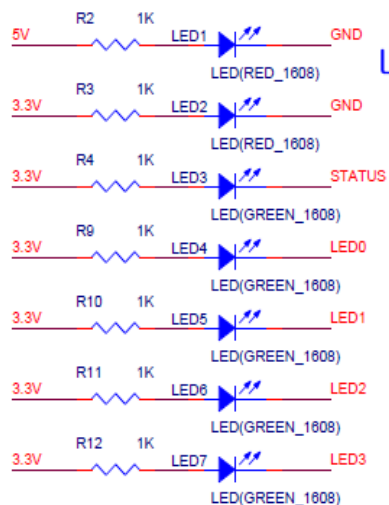 R2 1K
5V LED1 GND
LED(RED_1608)
R3 1K
3.3V LED2 GND
LED(RED_1608)
R4 1K
3.3V LED3 STATUS
LED(GREEN_1608)
R9 1K
3.3V LED4 LED0
LED(GREEN_1608)
R10 1K
3.3V LED5 LED1
LED(GREEN_1608)
R11 1K
3.3V LED6 LED2
LED(GREEN_1608)
R12 1K
3.3V LED7 LED3
LED(GREEN_1608)